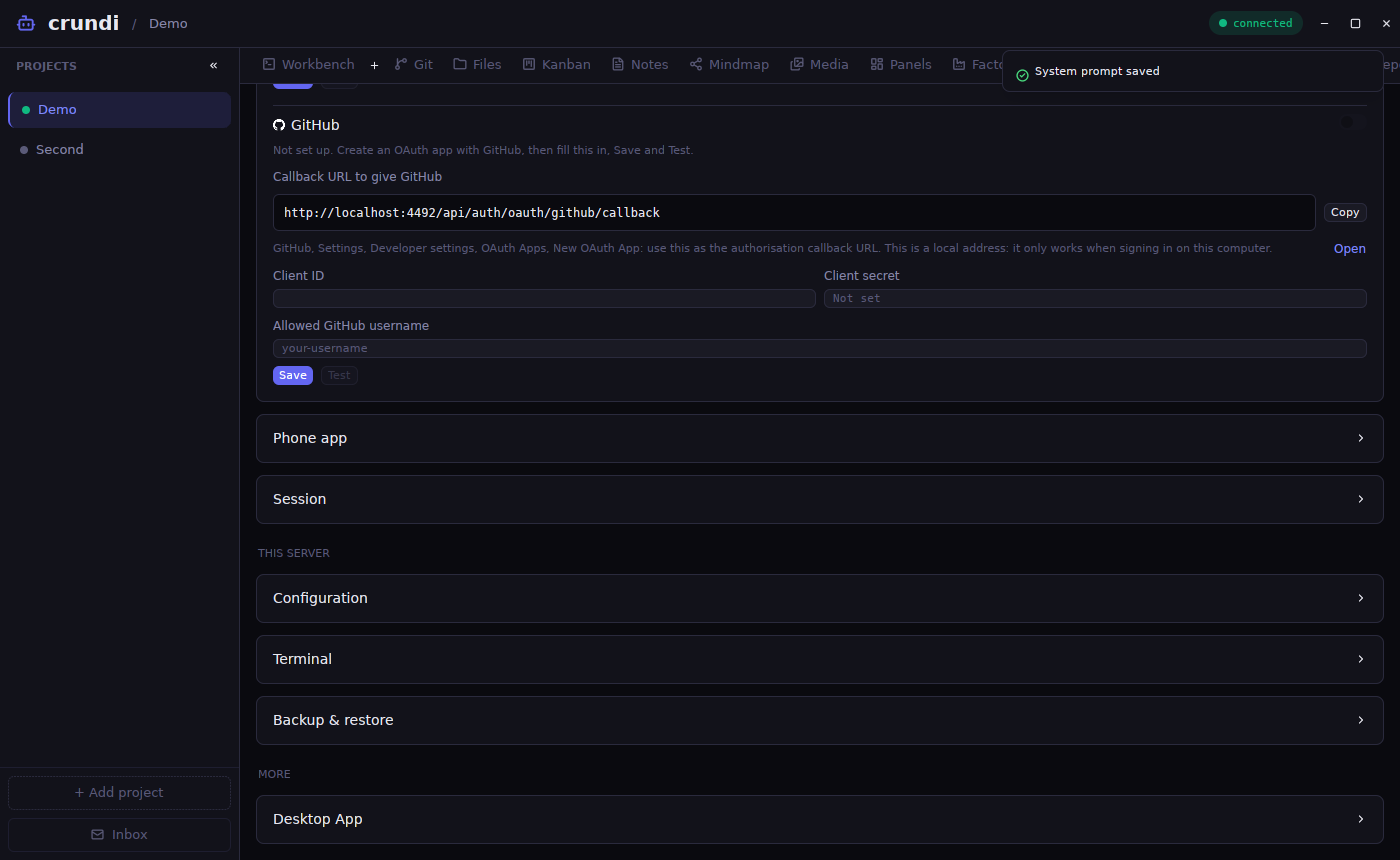 crundi / Demo
connected
PROJECTS «
Demo
Second
+ Add project
Inbox
Workbench + Git Files Kanban Notes Mindmap Media Panels
System prompt saved
GitHub
Not set up. Create an OAuth app with GitHub, then fill this in, Save and Test.
Callback URL to give GitHub
http://localhost:4492/api/auth/oauth/github/callback
Copy
GitHub, Settings, Developer settings, OAuth Apps, New OAuth App: use this as the authorisation callback URL. This is a local address: it only works when signing in on this computer.
Open
Client ID
Client secret
Not set
Allowed GitHub username
your-username
Save Test
Phone app
Session
THIS SERVER
Configuration
Terminal
Backup & restore
MORE
Desktop App